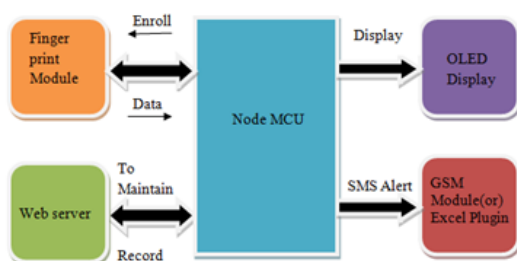 Finger
print
Module
Enroll
Data
Node MCU
Display
OLED
Display
Web server
To
Maintain
Record
SMS Alert
GSM
Module(or)
Excel Plugin